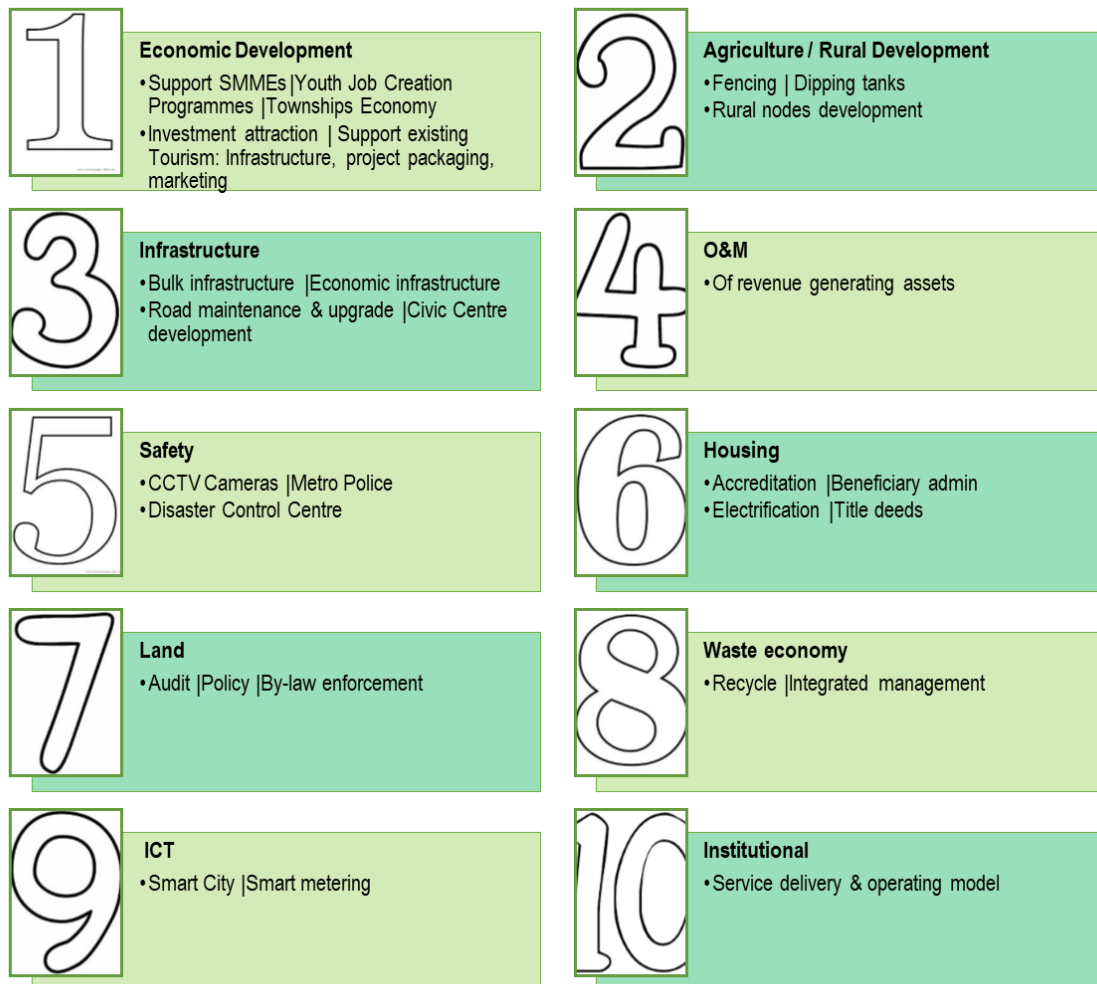 1
Economic Development
•Support SMMEs |Youth Job Creation
Programmes |Townships Economy
•Investment attraction | Support existing
Tourism: Infrastructure, project packaging,
marketing
2
Agriculture / Rural Development
•Fencing | Dipping tanks
•Rural nodes development
3
Infrastructure
•Bulk infrastructure |Economic infrastructure
•Road maintenance & upgrade |Civic Centre
development
4
O&M
•Of revenue generating assets
5
Safety
•CCTV Cameras |Metro Police
•Disaster Control Centre
6
Housing
•Accreditation |Beneficiary admin
•Electrification |Title deeds
7
Land
•Audit |Policy |By-law enforcement
8
Waste economy
•Recycle |Integrated management
9
ICT
•Smart City |Smart metering
10
Institutional
•Service delivery & operating model